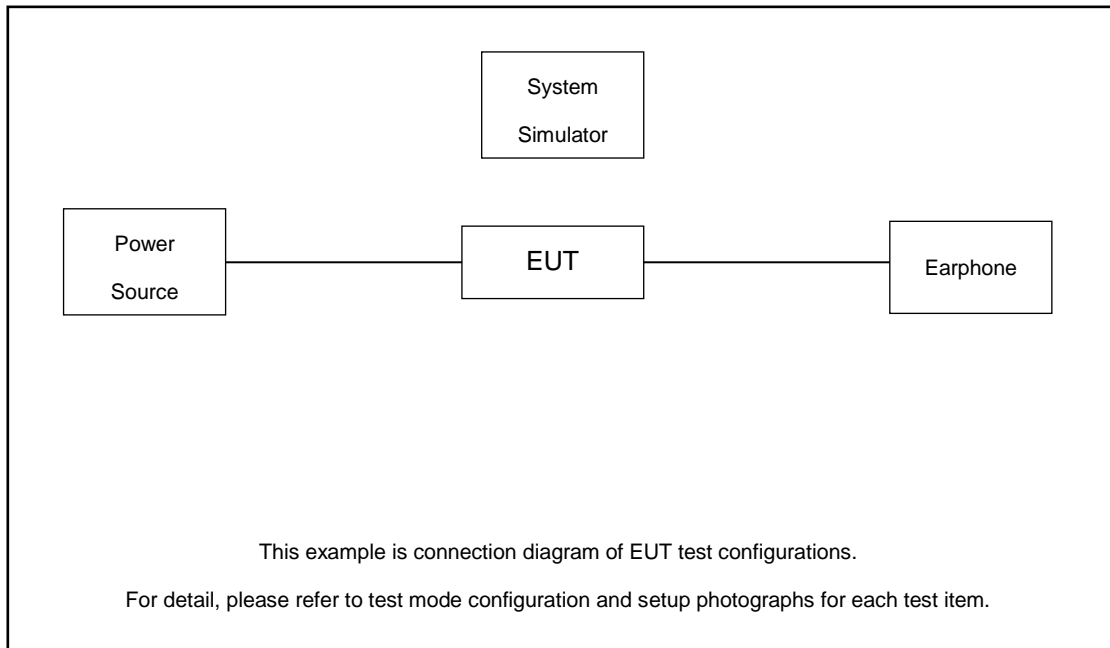 System
Simulator
Power
Source
EUT
Earphone
This example is connection diagram of EUT test configurations.
For detail, please refer to test mode configuration and setup photographs for each test item.